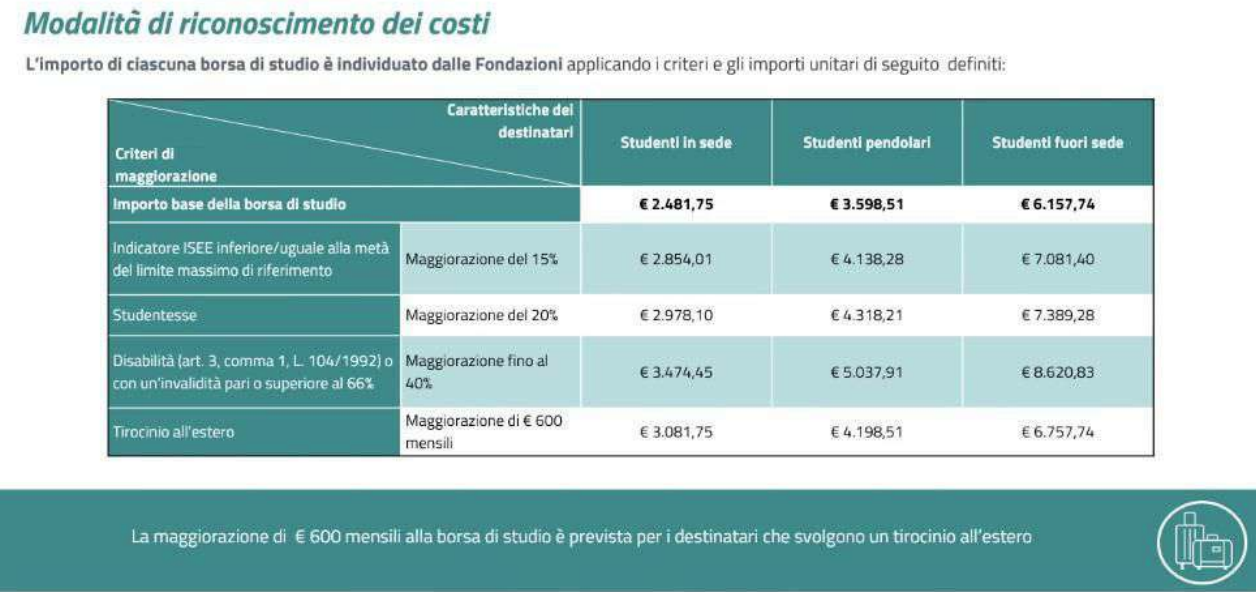 Modalità di riconoscimento dei costi
L'importo di ciascuna borsa di studio è individuato dalle Fondazioni applicando i criteri e gli importi unitari di seguito definiti:
Caratteristiche dei
destinatari
Criteri di
maggiorazione
Studenti in sede
Studenti pendolari
Studenti fuori sede
Importo base della borsa di studio
€ 2.481,75
€ 3.598,51
€ 6.157,74
Indicatore ISEE inferiore/uguale alla metà
del limite massimo di riferimento
Maggiorazione del 15%
€ 2.854,01
€ 4.138,28
€ 7.081,40
Studentesse
Maggiorazione del 20%
€ 2.978,10
€ 4.318,21
€ 7.389,28
Disabilità (art. 3, comma 1, L. 104/1992) o
con un'invalidità pari o superiore al 66%
Maggiorazione fino al
40%
€ 3.474,45
€ 5.037,91
€ 8.620,83
Tirocinio all'estero
Maggiorazione di € 600
mensili
€ 3.081,75
€ 4.198,51
€ 6.757,74
La maggiorazione di € 600 mensili alla borsa di studio è prevista per i destinatari che svolgono un tirocinio all'estero